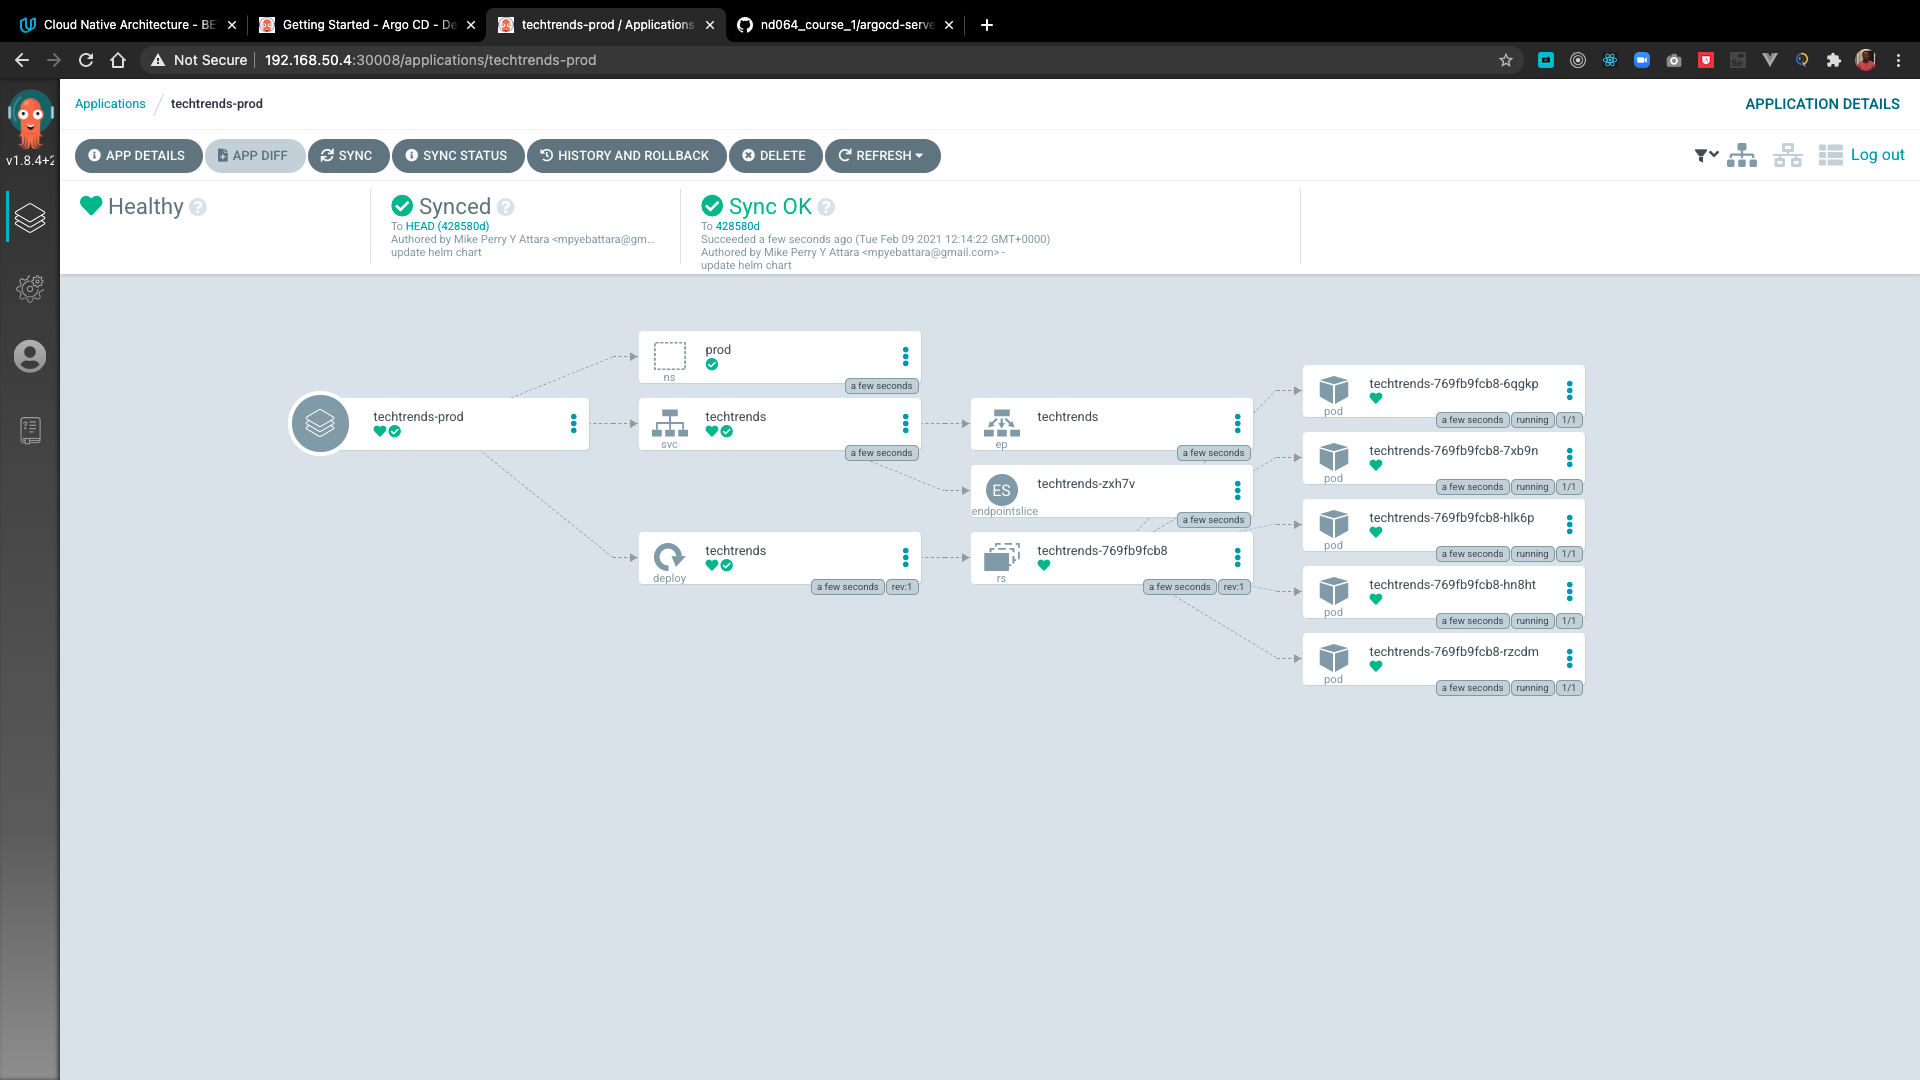 Cloud Native Architecture - BE
Getting Started - Argo CD - De
techtrends-prod / Applications
nd064_course_1/argocd-serve
Not Secure
192.168.50.4:30008/applications/techtrends-prod
v1.8.4+2
Applications
techtrends-prod
APPLICATION DETAILS
APP DETAILS
APP DIFF
SYNC
SYNC STATUS
HISTORY AND ROLLBACK
DELETE
REFRESH
Log out
Healthy
Synced
To HEAD (428580d)
Authored by Mike Perry Y Attara <mpyebattara@gm...
update helm chart
Sync OK
To 428580d
Succeeded a few seconds ago (Tue Feb 09 2021 12:14:22 GMT+0000)
Authored by Mike Perry Y Attara <mpyebattara@gmail.com> -
update helm chart
techtrends-prod
prod
ns
a few seconds
techtrends
svc
a few seconds
techtrends
deploy
a few seconds
rev:1
techtrends
ep
a few seconds
ES
techtrends-zxh7v
endpointslice
a few seconds
techtrends-769fb9fcb8
rs
a few seconds
rev:1
techtrends-769fb9fcb8-6qgkp
pod
a few seconds
running
1/1
techtrends-769fb9fcb8-7xb9n
pod
a few seconds
running
1/1
techtrends-769fb9fcb8-hlk6p
pod
a few seconds
running
1/1
techtrends-769fb9fcb8-hn8ht
pod
a few seconds
running
1/1
techtrends-769fb9fcb8-rzcdm
pod
a few seconds
running
1/1